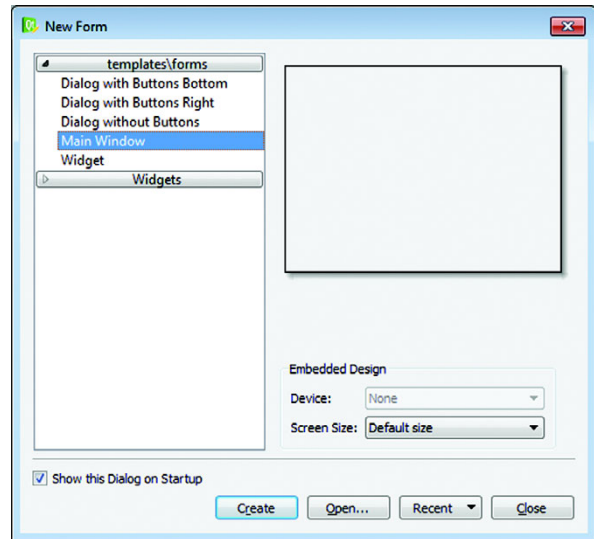 New Form
templates\forms
Dialog with Buttons Bottom
Dialog with Buttons Right
Dialog without Buttons
Main Window
Widget
Widgets
Embedded Design
Device: None
Screen Size: Default size
Show this Dialog on Startup
Create Open... Recent Close